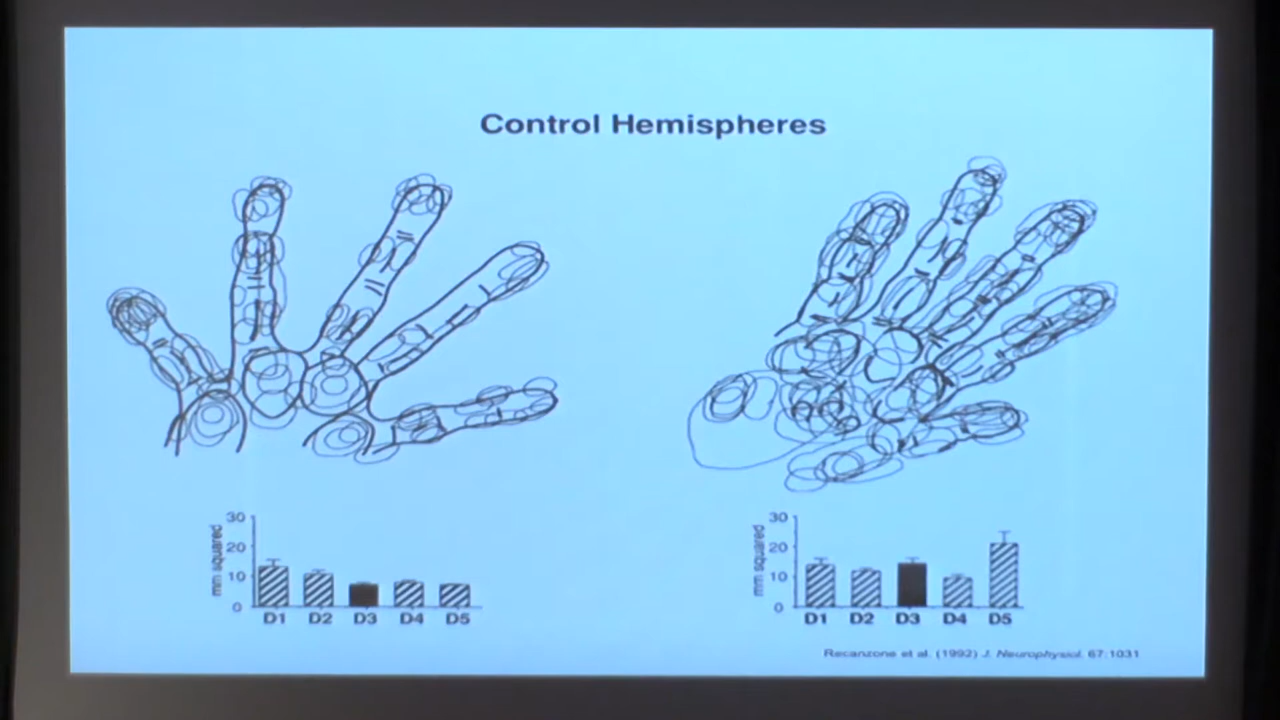 Control Hemispheres
mm squared
30
20
10
0
D1 D2 D3 D4 D5
mm squared
30
20
10
0
D1 D2 D3 D4 D5
Recanzone et al. (1992) J. Neurophysiol. 67:1031